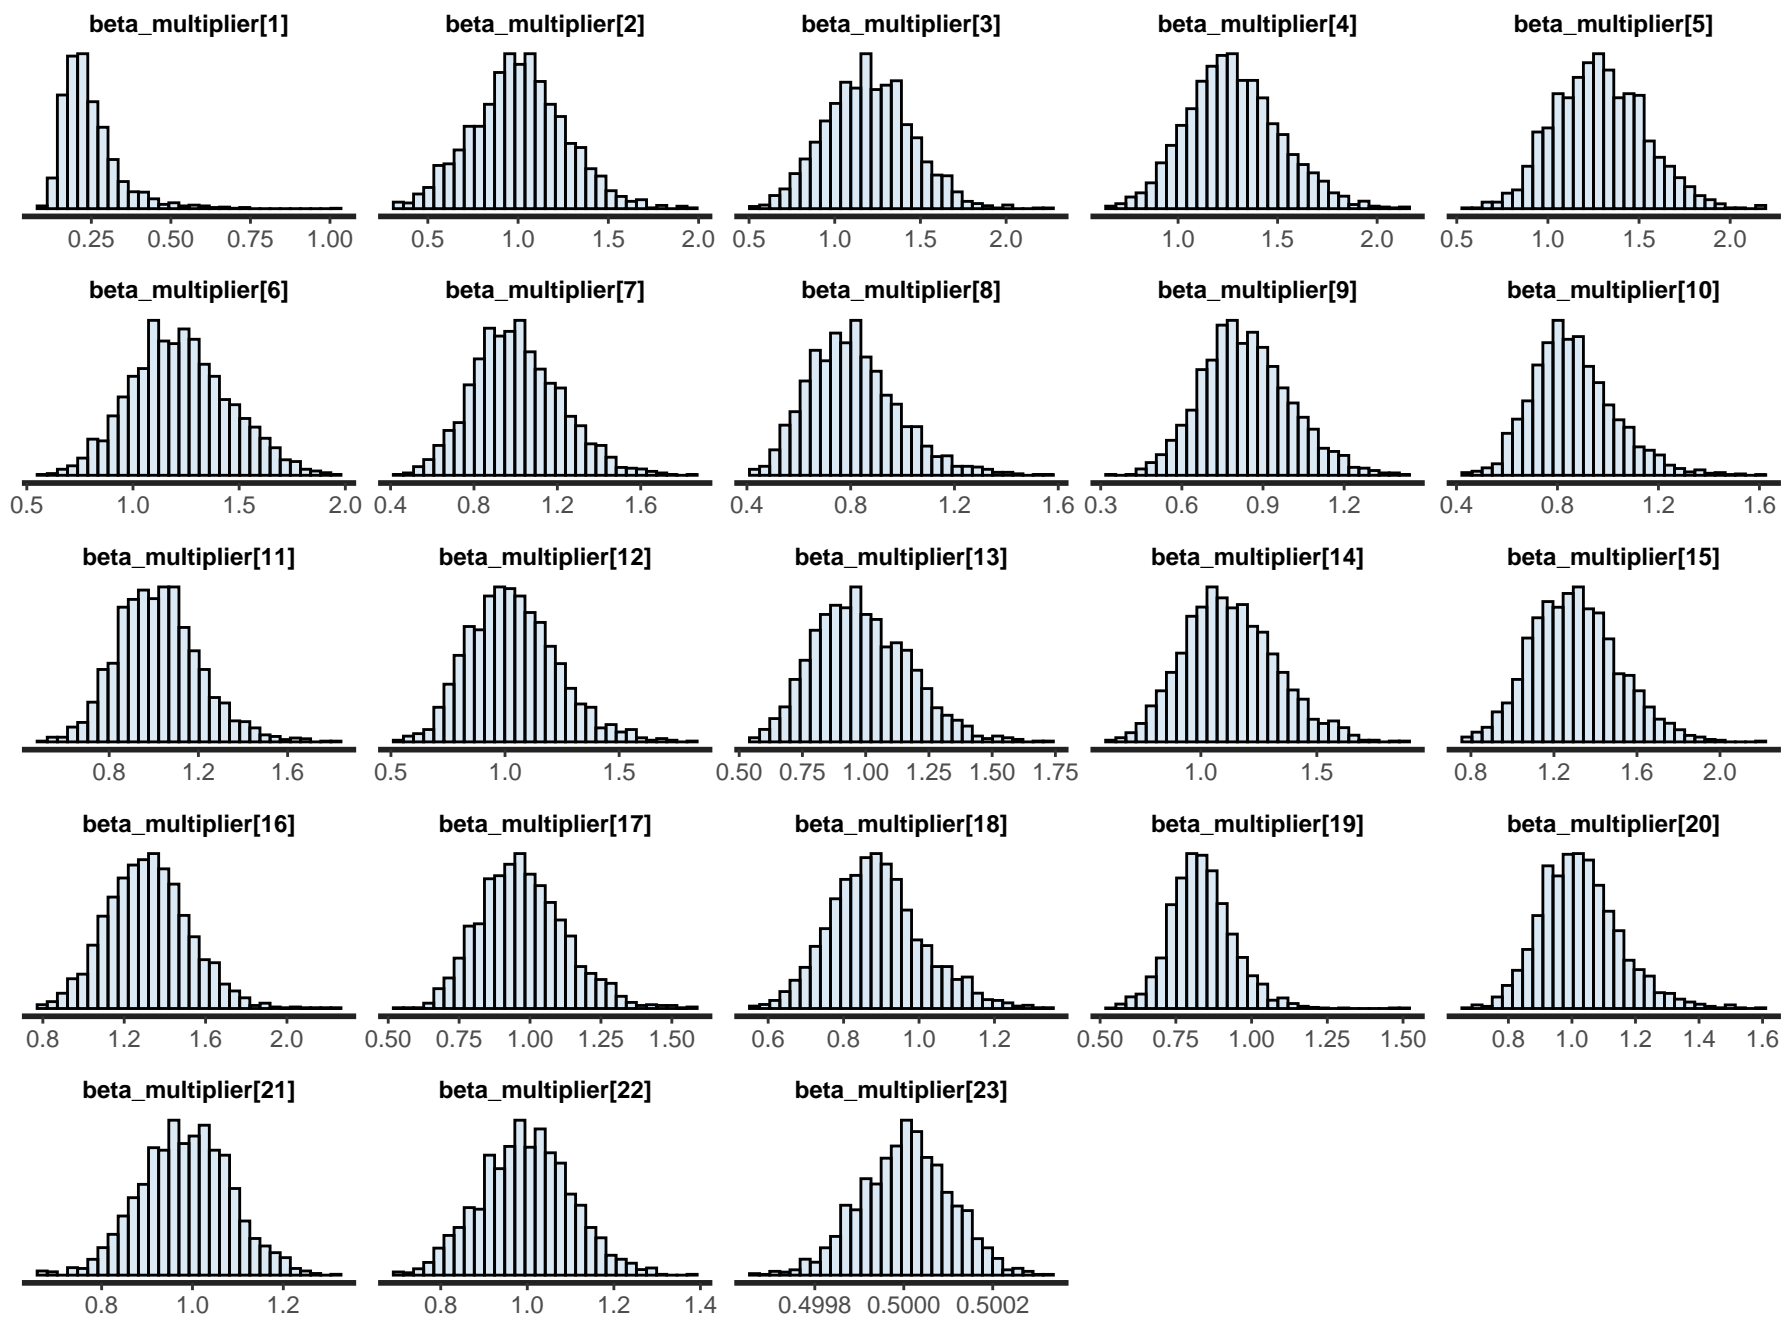 beta_multiplier[1] beta_multiplier[2] beta_multiplier[3] beta_multiplier[4] beta_multiplier[5]
0.25 0.50 0.75 1.00 0.5 1.0 1.5 2.0 0.5 1.0 1.5 2.0 1.0 1.5 2.0 0.5 1.0 1.5 2.0
beta_multiplier[6] beta_multiplier[7] beta_multiplier[8] beta_multiplier[9] beta_multiplier[10]
0.5 1.0 1.5 2.0 0.4 0.8 1.2 1.6 0.4 0.8 1.2 1.6 0.3 0.6 0.9 1.2 0.4 0.8 1.2 1.6
beta_multiplier[11] beta_multiplier[12] beta_multiplier[13] beta_multiplier[14] beta_multiplier[15]
0.8 1.2 1.6 0.5 1.0 1.5 0.50 0.75 1.00 1.25 1.50 1.75 1.0 1.5 0.8 1.2 1.6 2.0
beta_multiplier[16] beta_multiplier[17] beta_multiplier[18] beta_multiplier[19] beta_multiplier[20]
0.8 1.2 1.6 2.0 0.50 0.75 1.00 1.25 1.50 0.6 0.8 1.0 1.2 0.50 0.75 1.00 1.25 1.50 0.8 1.0 1.2 1.4 1.6
beta_multiplier[21] beta_multiplier[22] beta_multiplier[23]
0.8 1.0 1.2 0.8 1.0 1.2 1.4 0.4998 0.5000 0.5002